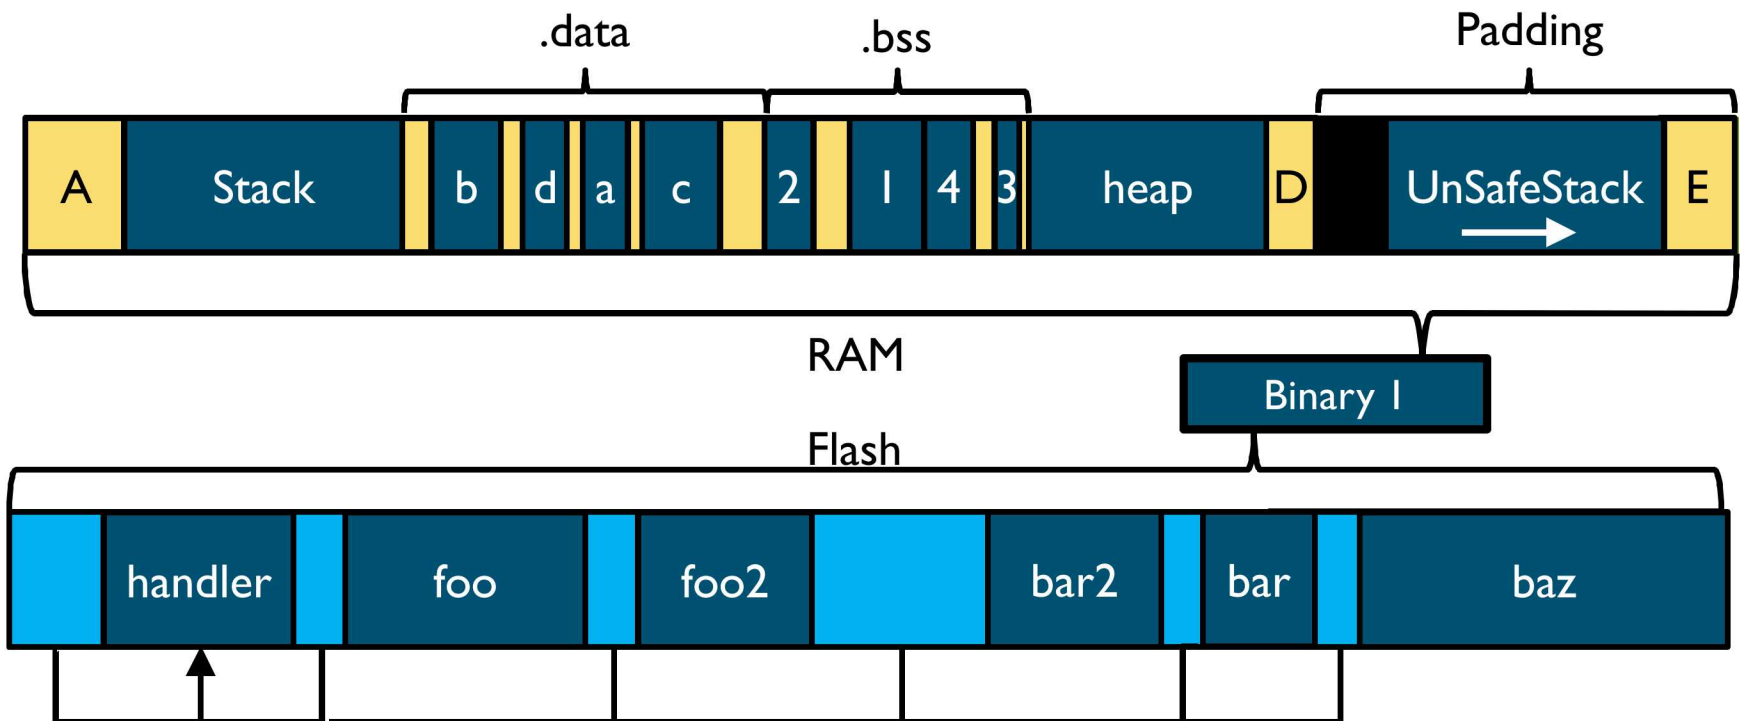 .data .bss Padding
A Stack b d a c 2 1 4 3 heap D UnSafeStack E
RAM
Binary 1
Flash
handler foo foo2 bar2 bar baz